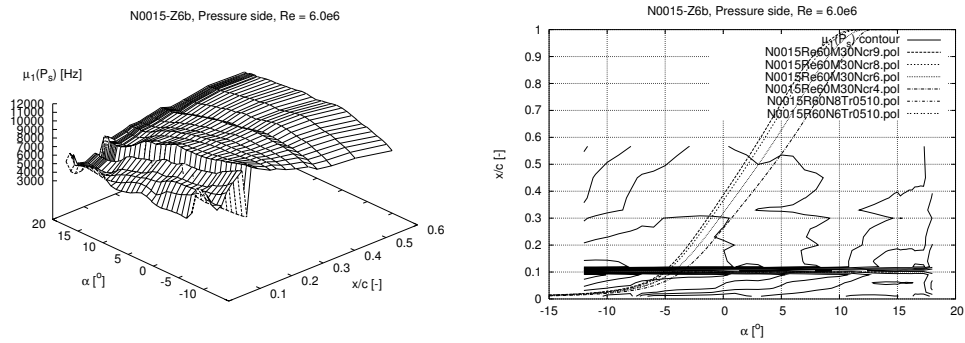 N0015-Z6b, Pressure side, Re = 6.0e6
μ1(Ps) [Hz]
12000
11000
10000
9000
8000
7000
6000
5000
4000
3000
20
15
10
5
0
-5
-10
α [o]
0.1
0.2
0.3
0.4
0.5
0.6
x/c [-]
N0015-Z6b, Pressure side, Re = 6.0e6
μ1(Ps) contour
N0015Re60M30Ncr9.pol
N0015Re60M30Ncr8.pol
N0015Re60M30Ncr6.pol
N0015Re60M30Ncr4.pol
N0015R60N8Tr0510.pol
N0015R60N6Tr0510.pol
1
0.9
0.8
0.7
0.6
0.5
0.4
0.3
0.2
0.1
0
x/c [-]
-15 -10 -5 0 5 10 15 20
α [o]